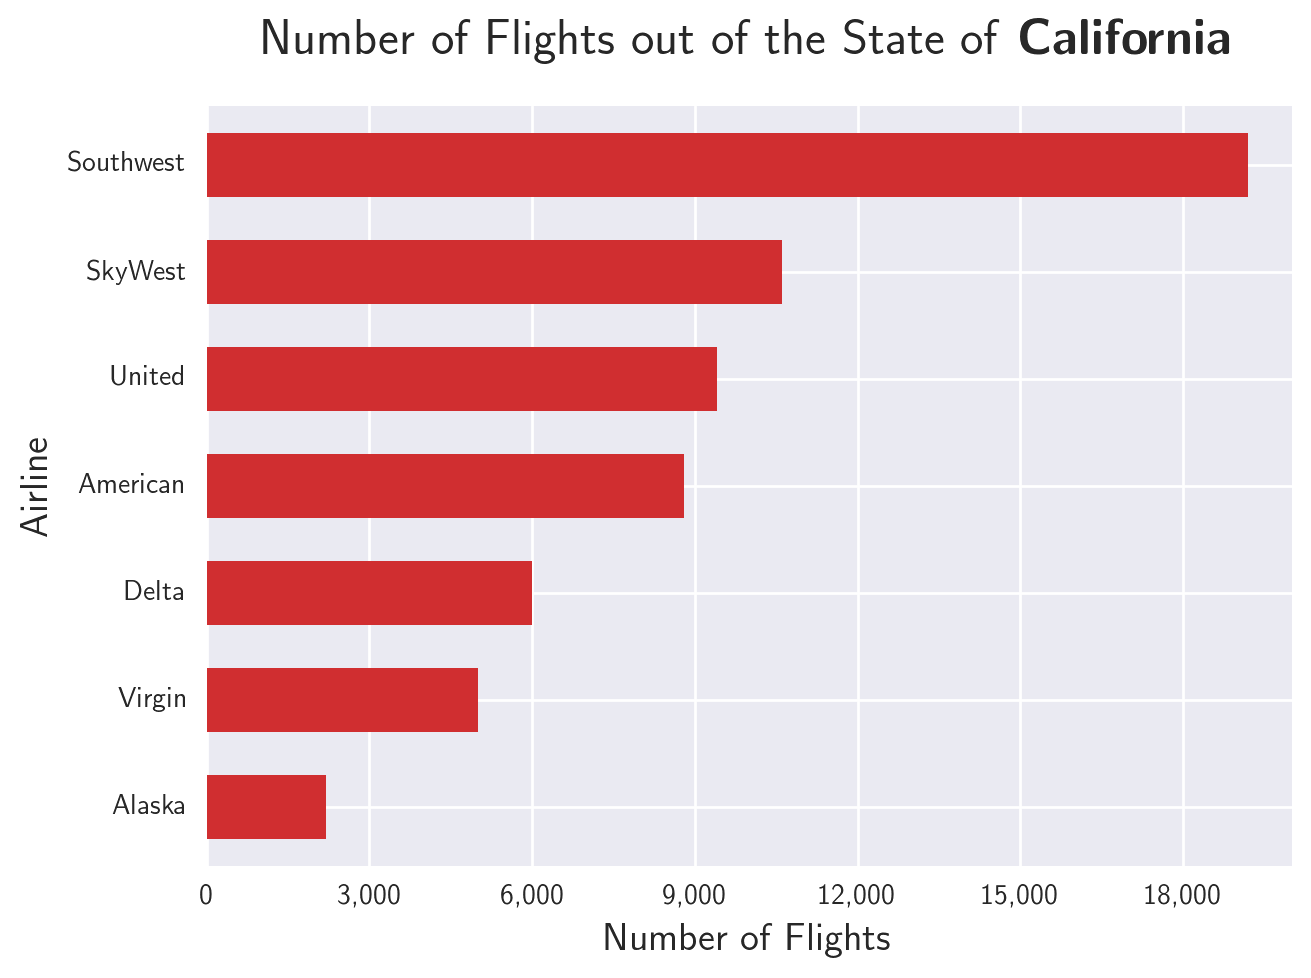 Number of Flights out of the State of California
Southwest
SkyWest
United
American
Delta
Virgin
Alaska
Airline
0 3,000 6,000 9,000 12,000 15,000 18,000
Number of Flights